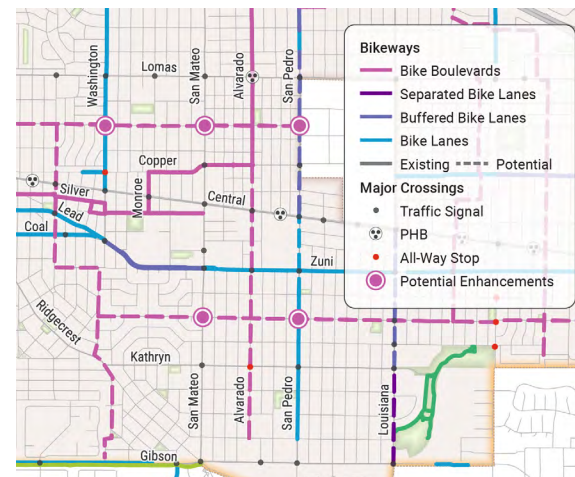 Washington
Lomas
San Mateo
Alvarado
San Pedro
Copper
Monroe
Silver
Central
Lead
Coal
Zuni
Ridgecrest
Kathryn
San Mateo
Alvarado
San Pedro
Louisiana
Gibson
Bikeways
Bike Boulevards
Separated Bike Lanes
Buffered Bike Lanes
Bike Lanes
Existing
Potential
Major Crossings
Traffic Signal
PHB
All-Way Stop
Potential Enhancements